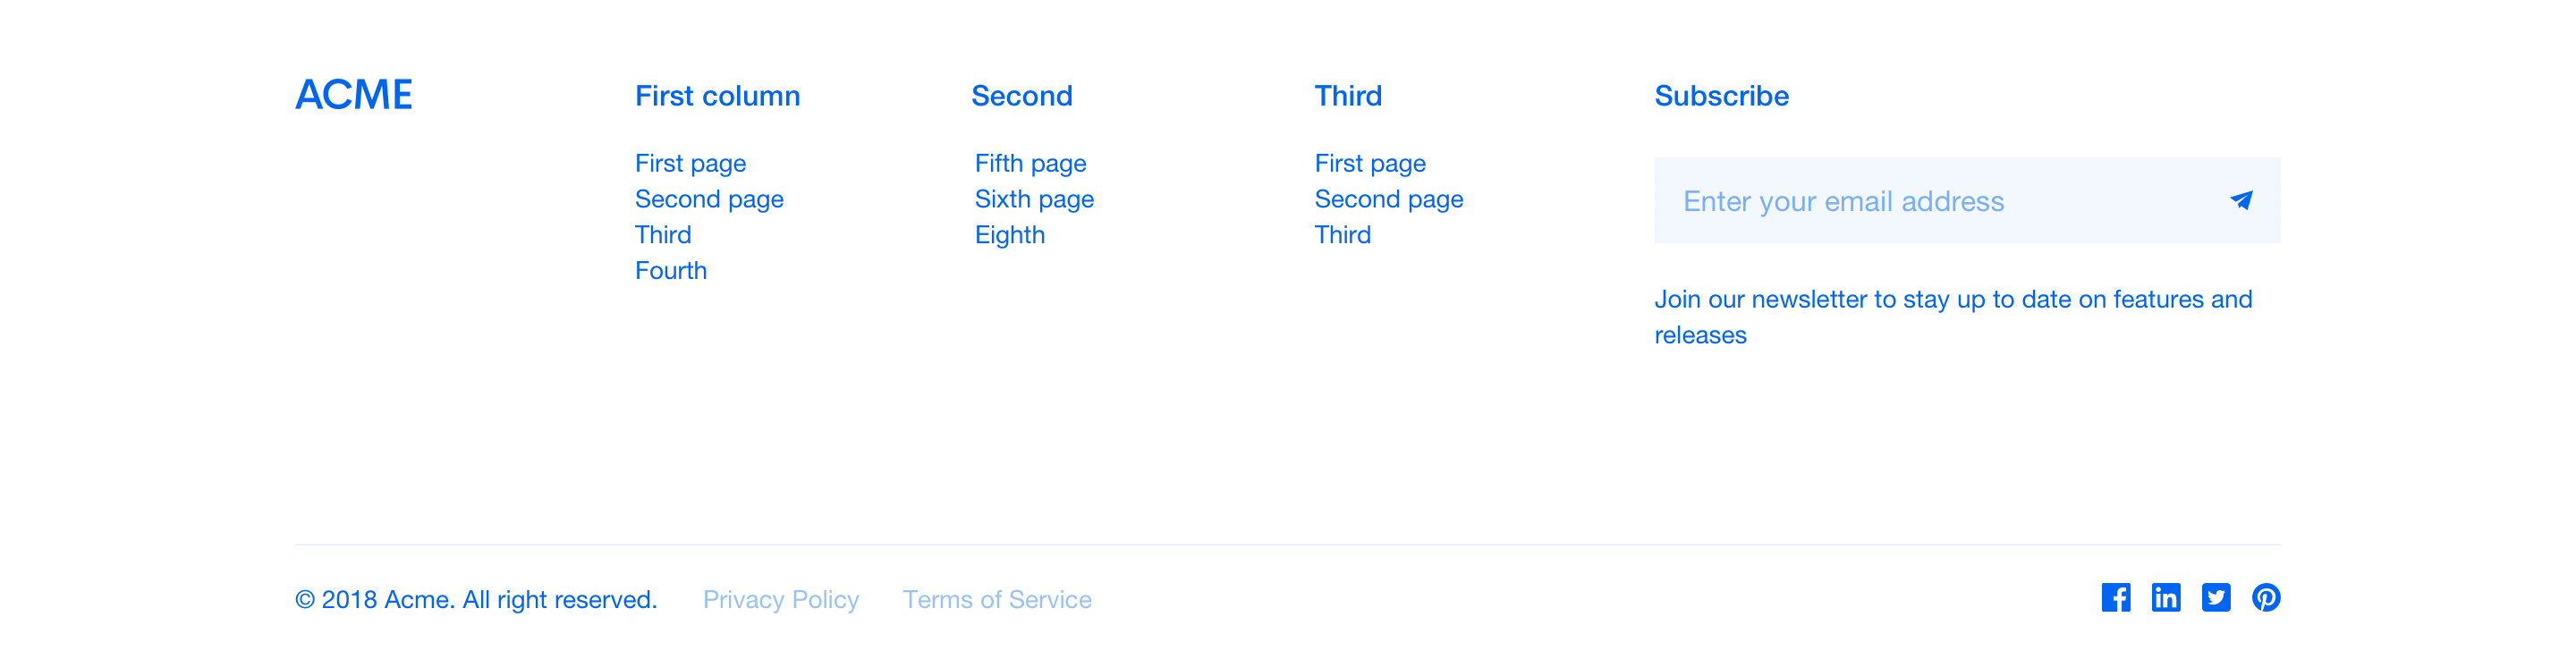 ACME
First column
First page
Second page
Third
Fourth
Second
Fifth page
Sixth page
Eighth
Third
First page
Second page
Third
Subscribe
Enter your email address
Join our newsletter to stay up to date on features and
releases
© 2018 Acme. All right reserved. Privacy Policy Terms of Service